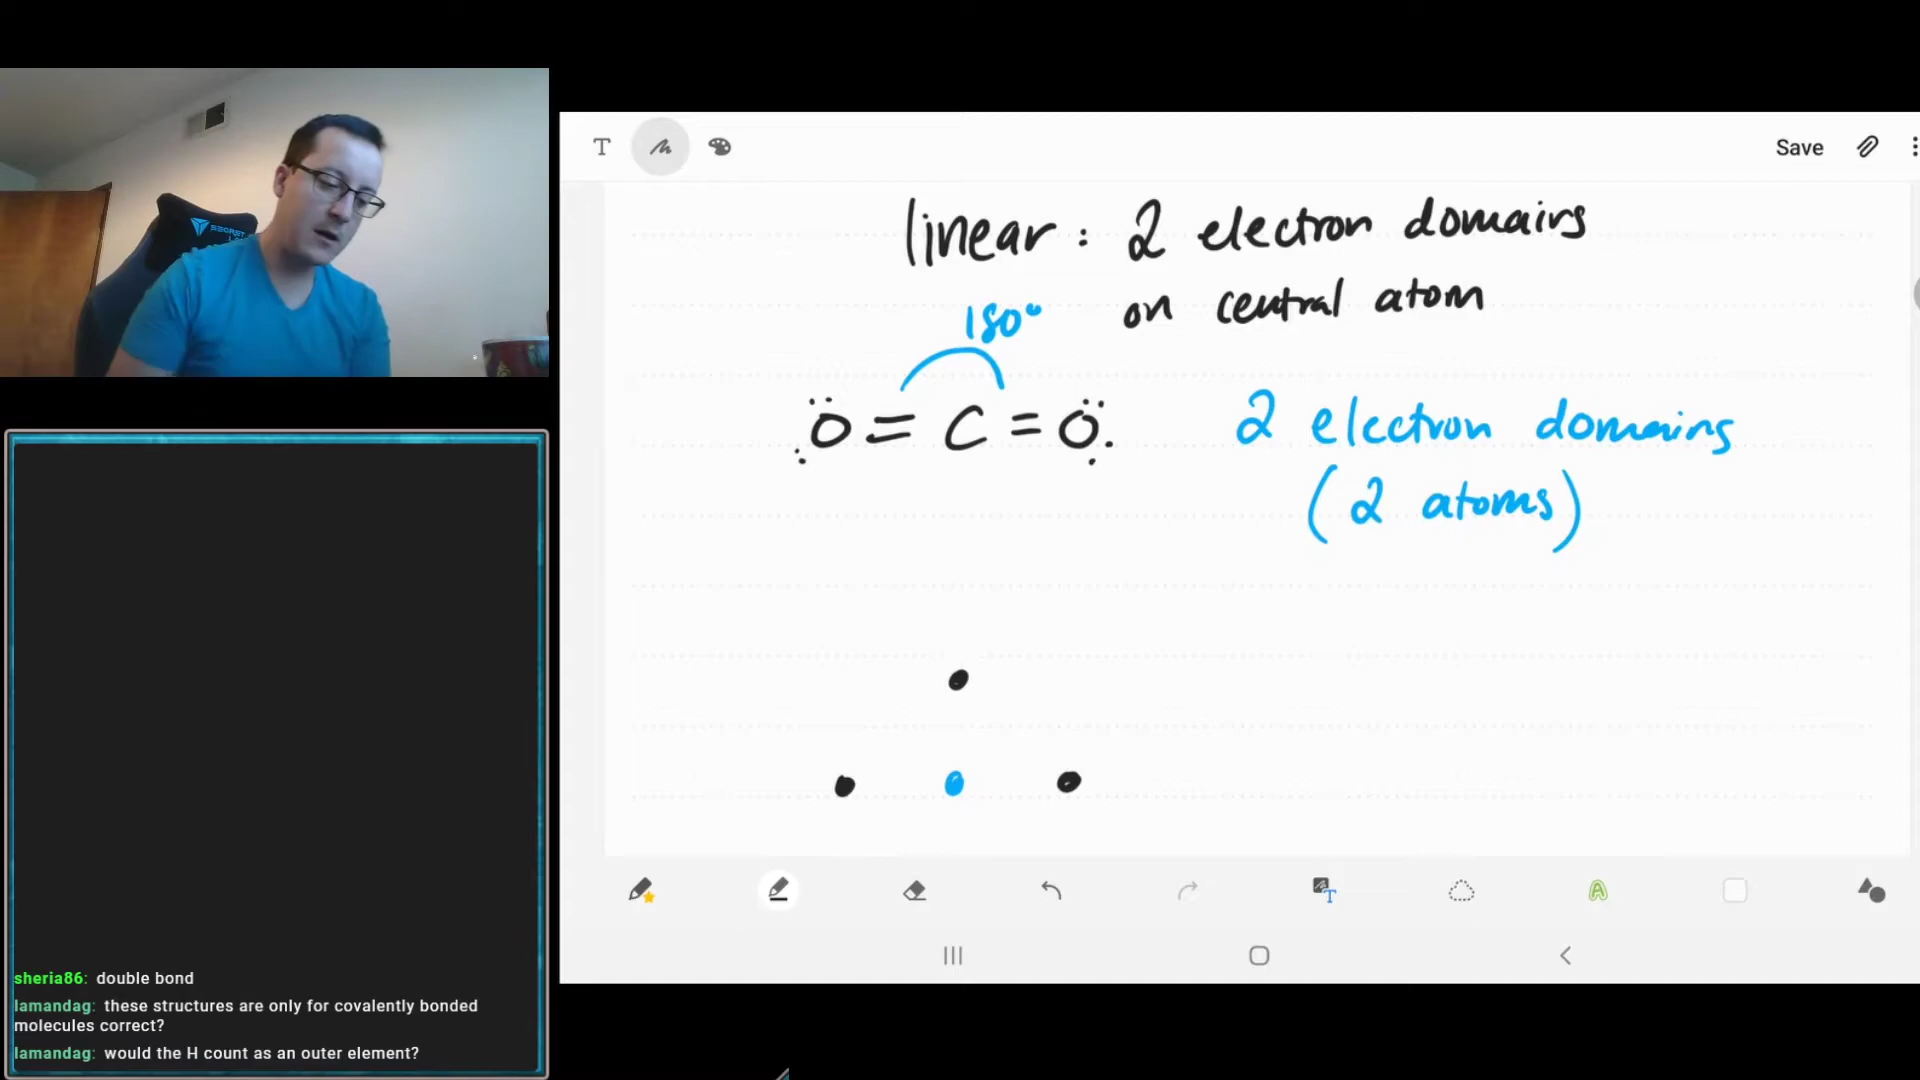 T
Save
linear: 2 electron domains
on central atom
180°
O = C = O
2 electron domains
(2 atoms)
T
A
sheria86: double bond
lamandag: these structures are only for covalently bonded
molecules correct?
lamandag: would the H count as an outer element?